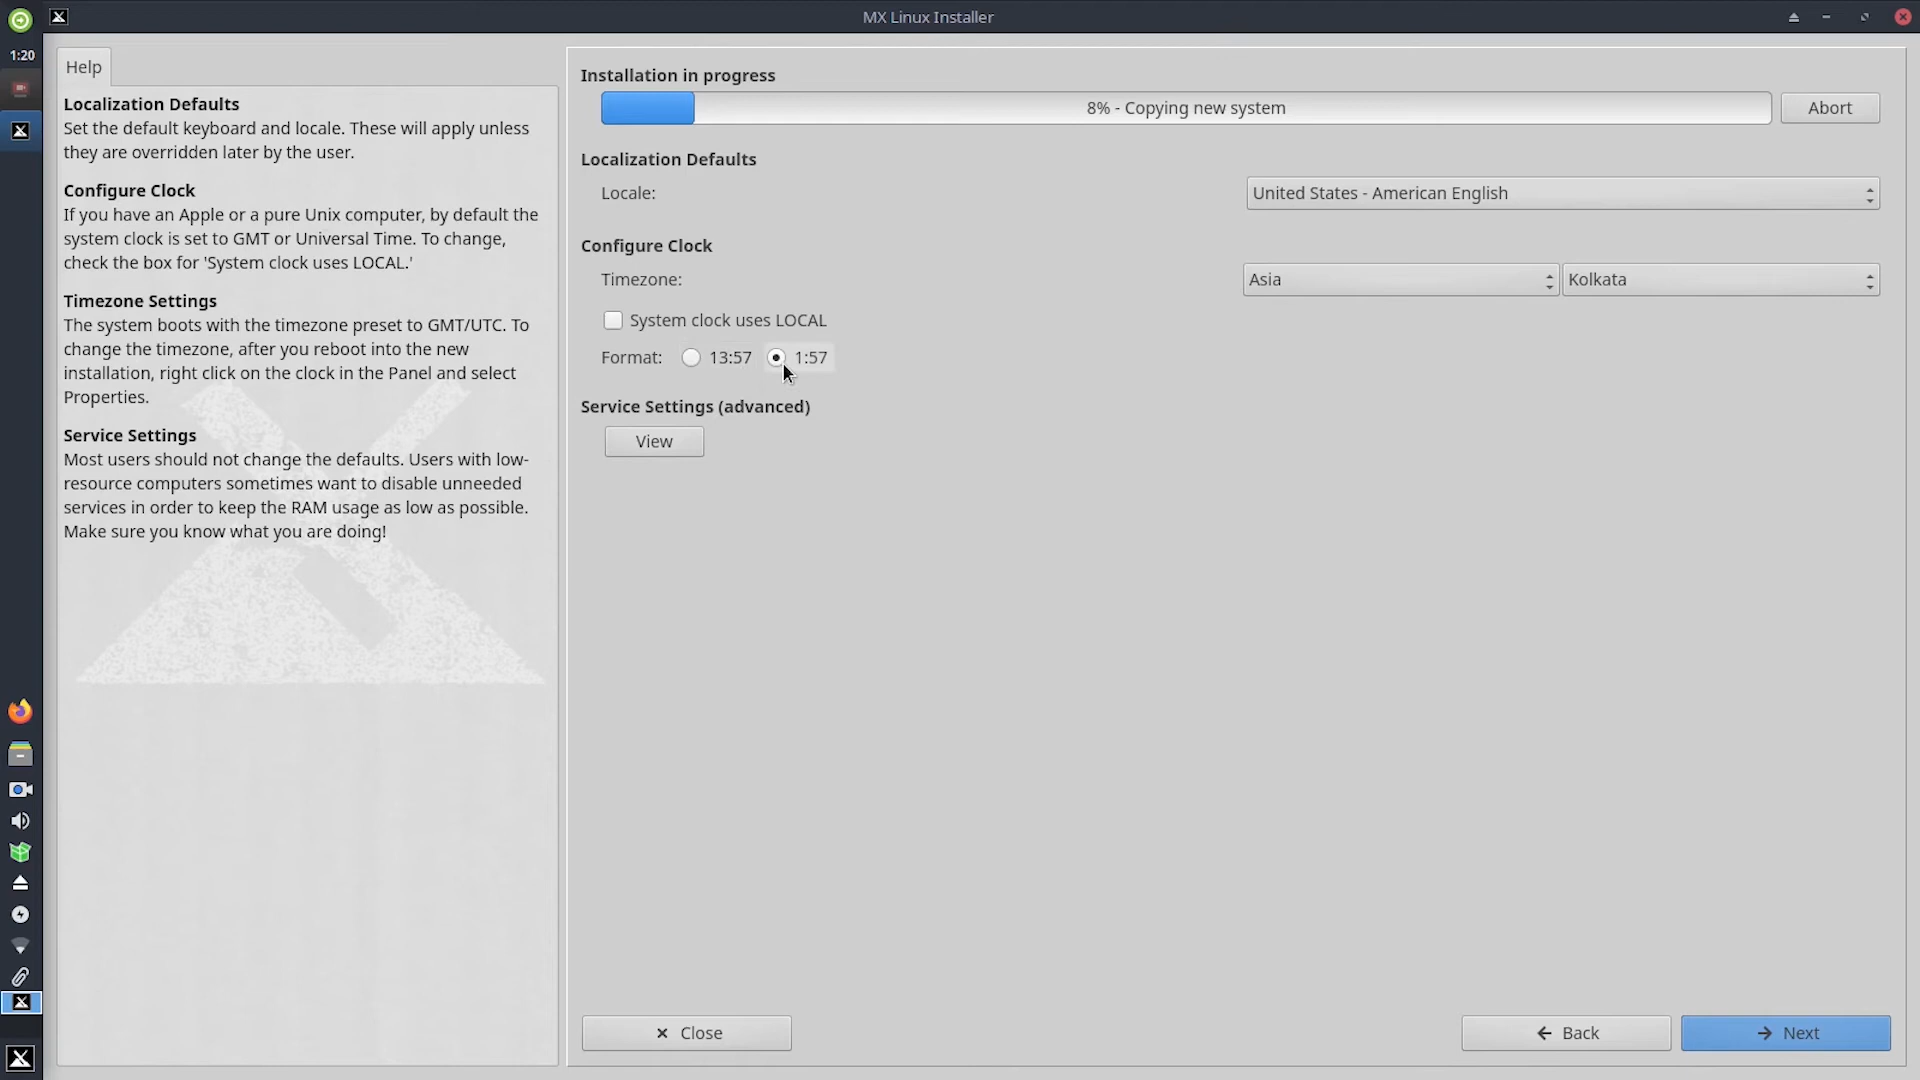 MX Linux Installer
1:20
Help
Localization Defaults
Set the default keyboard and locale. These will apply unless
they are overridden later by the user.
Configure Clock
If you have an Apple or a pure Unix computer, by default the
system clock is set to GMT or Universal Time. To change,
check the box for 'System clock uses LOCAL.'
Timezone Settings
The system boots with the timezone preset to GMT/UTC. To
change the timezone, after you reboot into the new
installation, right click on the clock in the Panel and select
Properties.
Service Settings
Most users should not change the defaults. Users with low-
resource computers sometimes want to disable unneeded
services in order to keep the RAM usage as low as possible.
Make sure you know what you are doing!
Installation in progress
8% - Copying new system
Abort
Localization Defaults
Locale:
United States - American English
Configure Clock
Timezone:
Asia
Kolkata
System clock uses LOCAL
Format:
13:57
1:57
Service Settings (advanced)
View
Close
Back
Next